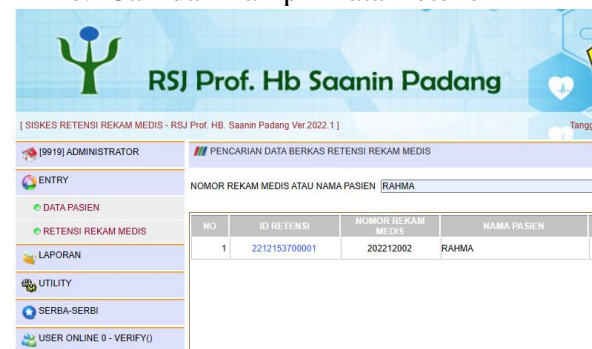 RSJ Prof. Hb Saanin Padang
[ SISKES RETENSI REKAM MEDIS - RSJ Prof. HB. Saanin Padang Ver.2022.1 ]
[9919] ADMINISTRATOR
ENTRY
DATA PASIEN
RETENSI REKAM MEDIS
LAPORAN
UTILITY
SERBA-SERBI
USER ONLINE 0 - VERIFY()
PENCARIAN DATA BERKAS RETENSI REKAM MEDIS
NOMOR REKAM MEDIS ATAU NAMA PASIEN RAHMA
NO ID RETENSI NOMOR REKAM MEDIS NAMA PASIEN
1 2212153700001 202212002 RAHMA